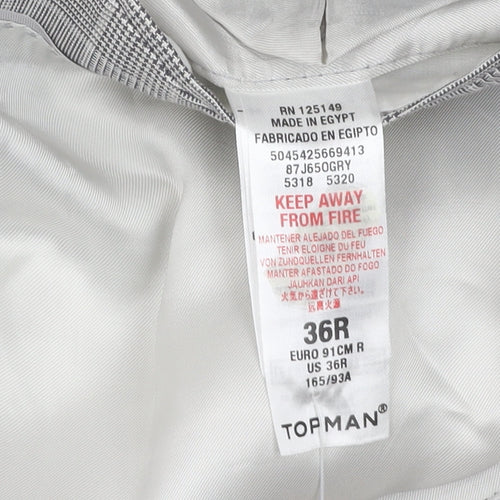 RN 125149
MADE IN EGYPT
FABRICADO EN EGIPTO
5045425669413
87J65OGRY
5318 5320
KEEP AWAY
FROM FIRE
MANTENER ALEJADO DEL FUEGO
TENIR ELOIGNE DU FEU
VON ZUNDQUELLEN FERNHALTEN
MANTER AFASTADO DO FOGO
JAUHKAN DARI API
火気から遠ざけて下さい。
远离火源
36R
EURO 91CM R
US 36R
165/93A
TOPMAN®